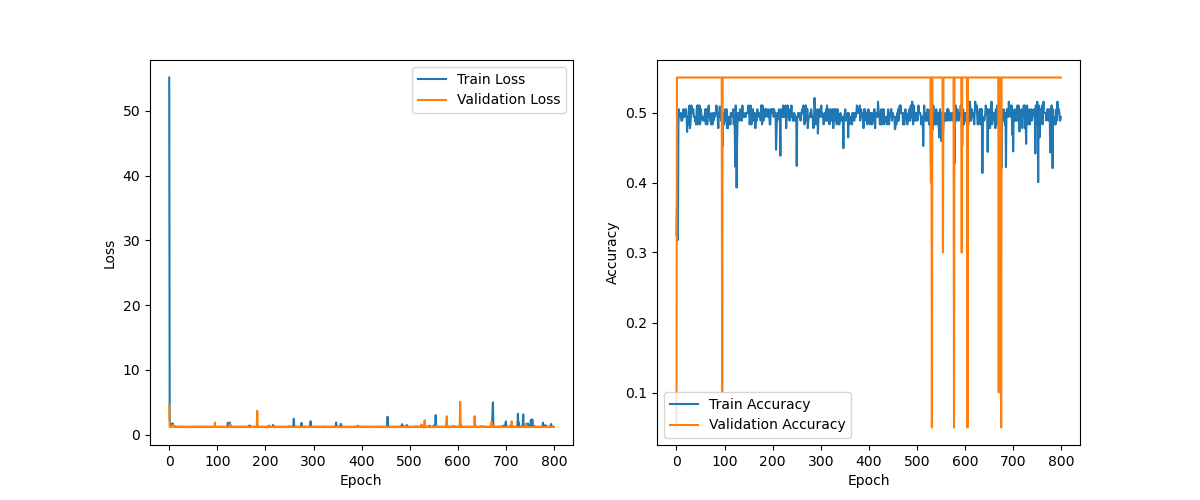 Train Loss
Validation Loss
50
40
30
20
10
0
Loss
0 100 200 300 400 500 600 700 800
Epoch
0.5
0.4
0.3
0.2
0.1
Accuracy
Train Accuracy
Validation Accuracy
0 100 200 300 400 500 600 700 800
Epoch